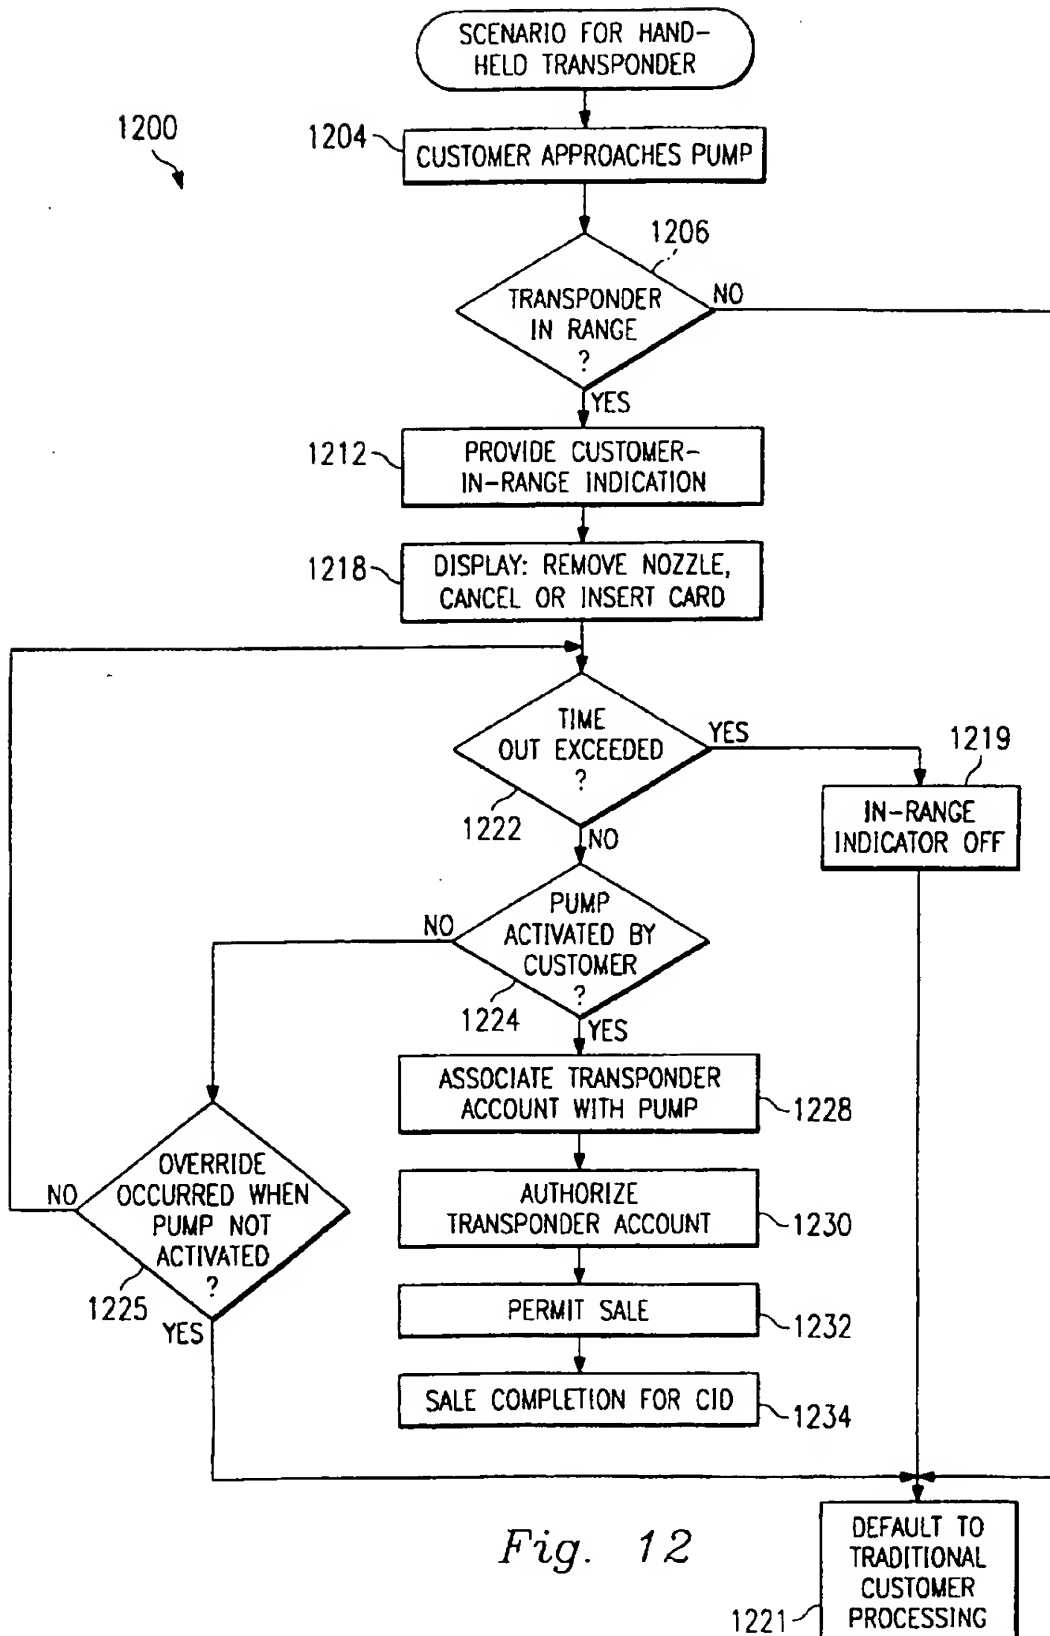 SCENARIO FOR HAND-
HELD TRANSPONDER
1200
1204
CUSTOMER APPROACHES PUMP
1206
TRANSPONDER
IN RANGE
?
NO
YES
1212
PROVIDE CUSTOMER-
IN-RANGE INDICATION
1218
DISPLAY: REMOVE NOZZLE,
CANCEL OR INSERT CARD
TIME
OUT EXCEEDED
?
YES
1222
NO
1219
IN-RANGE
INDICATOR OFF
PUMP
ACTIVATED BY
CUSTOMER
?
NO
1224
YES
ASSOCIATE TRANSPONDER
ACCOUNT WITH PUMP
1228
OVERRIDE
OCCURRED WHEN
PUMP NOT
ACTIVATED
?
NO
1225
YES
AUTHORIZE
TRANSPONDER ACCOUNT
1230
PERMIT SALE
1232
SALE COMPLETION FOR CID
1234
Fig. 12
DEFAULT TO
TRADITIONAL
CUSTOMER
PROCESSING
1221